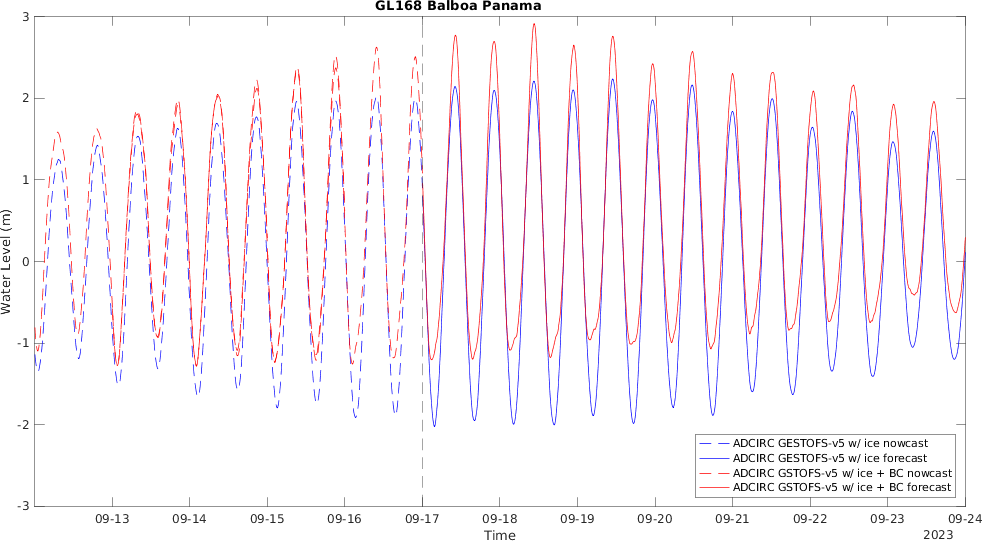 GL168 Balboa Panama
3
2
1
0
-1
-2
-3
Water Level (m)
ADCIRC GESTOFS-v5 w/ ice nowcast
ADCIRC GESTOFS-v5 w/ ice forecast
ADCIRC GSTOFS-v5 w/ ice + BC nowcast
ADCIRC GSTOFS-v5 w/ ice + BC forecast
09-13 09-14 09-15 09-16 09-17 09-18 09-19 09-20 09-21 09-22 09-23 09-24
Time
2023